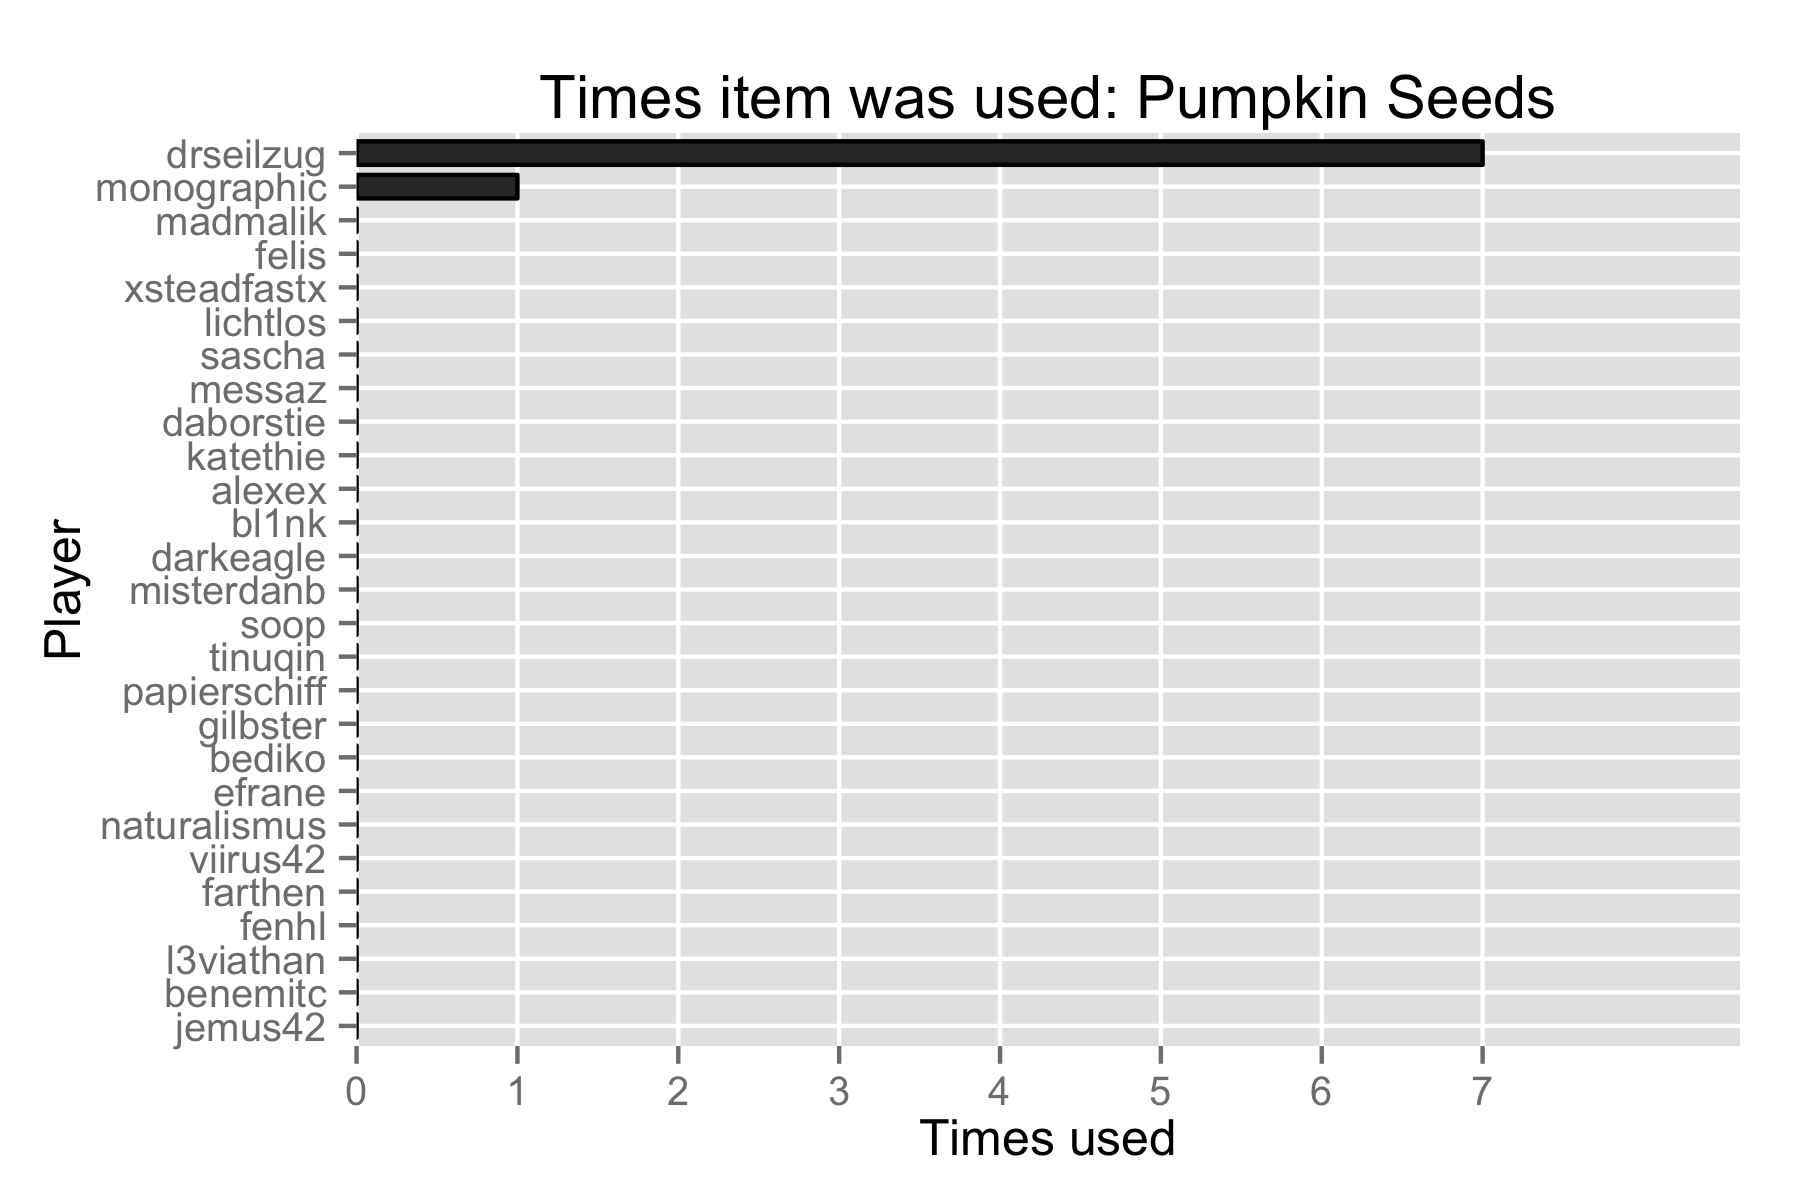 Times item was used: Pumpkin Seeds
Player
drseilzug
monographic
madmalik
felis
xsteadfastx
lichtlos
sascha
messaz
daborstie
katethie
alexex
bl1nk
darkeagle
misterdanb
soop
tinuqin
papierschiff
gilbster
bediko
efrane
naturalismus
viirus42
farthen
fenhl
l3viathan
benemitc
jemus42
0 1 2 3 4 5 6 7
Times used